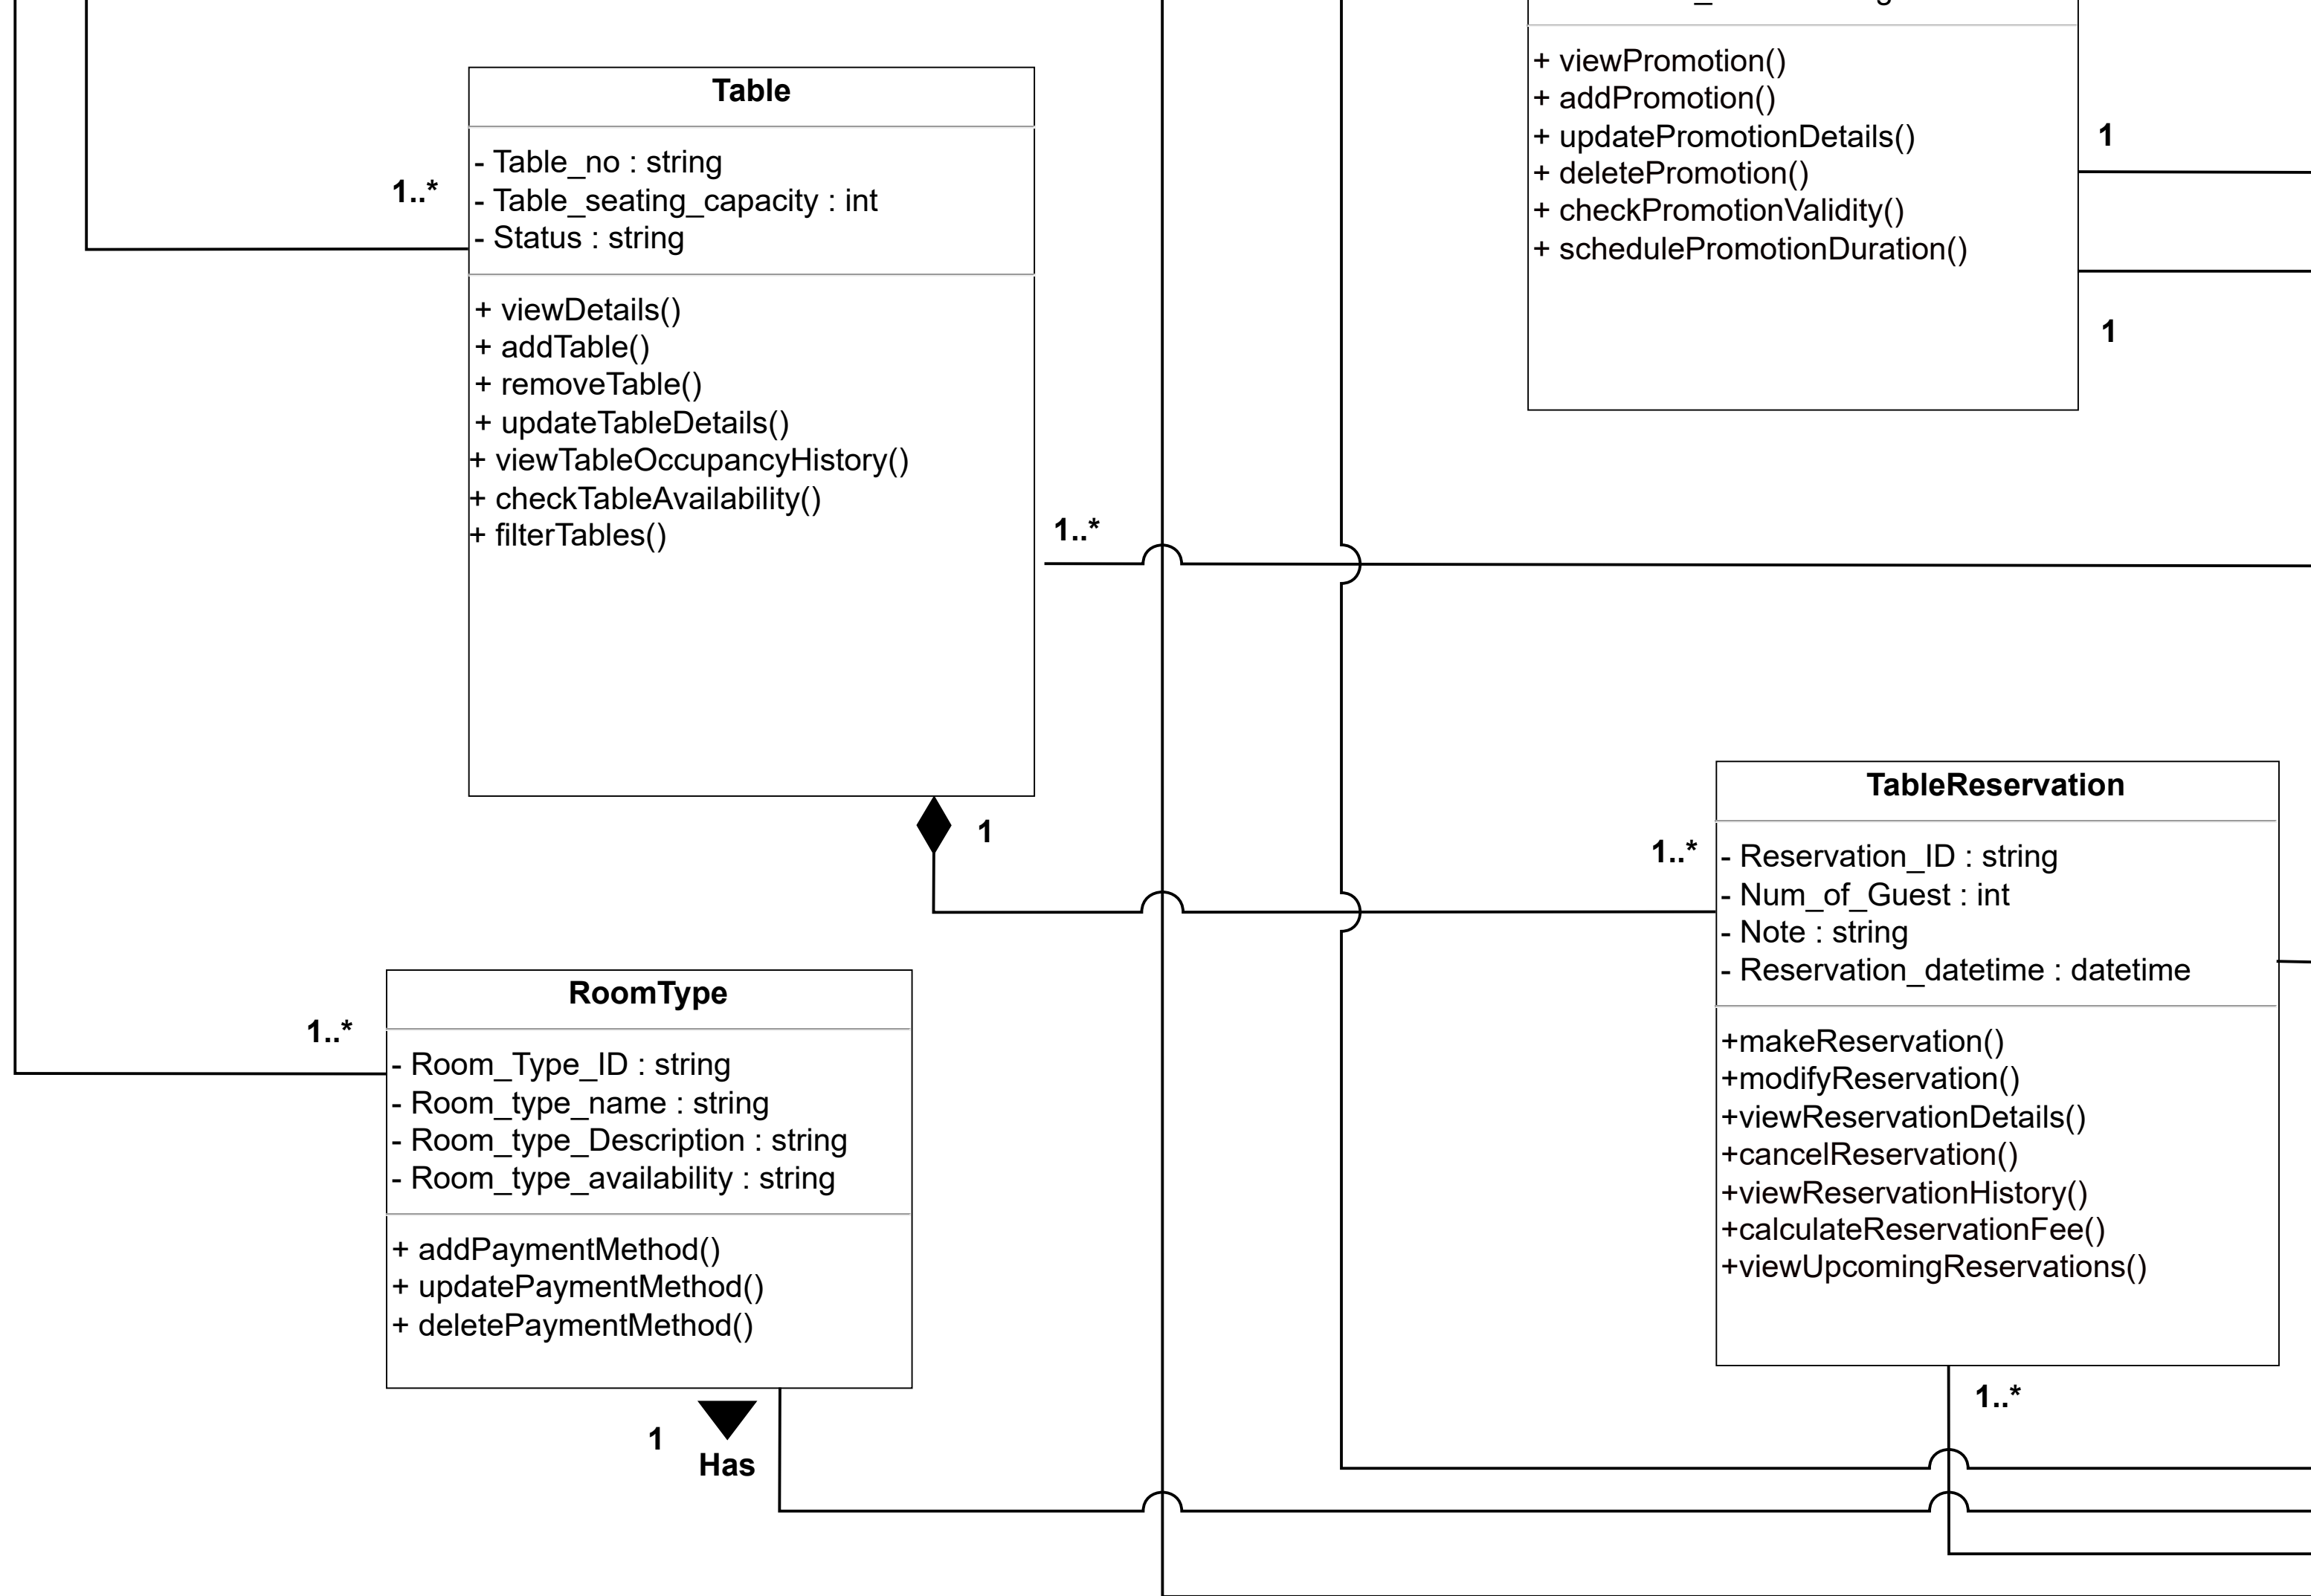 Table
- Table_no : string
- Table_seating_capacity : int
- Status : string
+ viewDetails()
+ addTable()
+ removeTable()
+ updateTableDetails()
+ viewTableOccupancyHistory()
+ checkTableAvailability()
+ filterTables()
1..*
1..*
1
+ viewPromotion()
+ addPromotion()
+ updatePromotionDetails()
+ deletePromotion()
+ checkPromotionValidity()
+ schedulePromotionDuration()
1
1
TableReservation
- Reservation_ID : string
- Num_of_Guest : int
- Note : string
- Reservation_datetime : datetime
+makeReservation()
+modifyReservation()
+viewReservationDetails()
+cancelReservation()
+viewReservationHistory()
+calculateReservationFee()
+viewUpcomingReservations()
1..*
1..*
RoomType
- Room_Type_ID : string
- Room_type_name : string
- Room_type_Description : string
- Room_type_availability : string
+ addPaymentMethod()
+ updatePaymentMethod()
+ deletePaymentMethod()
1..*
1
Has